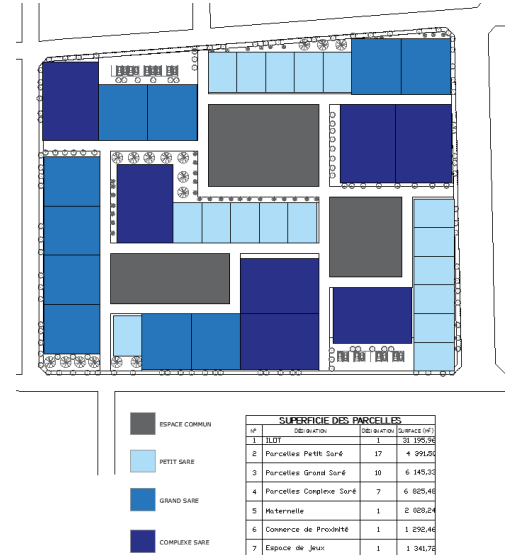 ESPACE COMMUN
PETIT SARE
GRAND SARE
COMPLEXE SARE
SUPERFICIE DES PARCELLES
N° DÉSIGNATION DÉSIGNATION SURFACE (M²)
1 ILOT 1 31 195,96
2 Parcelles Petit Saré 17 4 391,50
3 Parcelles Grand Saré 10 6 145,33
4 Parcelles Complexe Saré 7 6 825,48
5 Maternelle 1 2 028,24
6 Commerce de Proximité 1 1 292,46
7 Espace de jeux 1 1 341,72